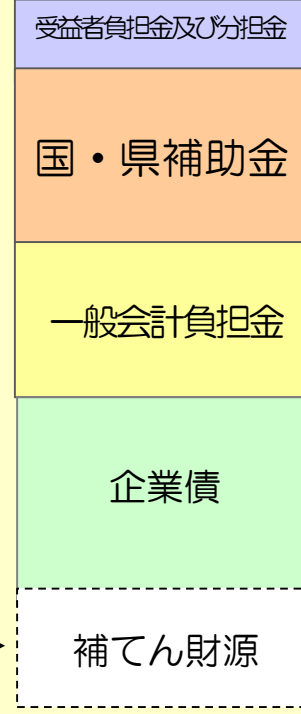 受益者負担金及び分担金
国・県補助金
一般会計負担金
企業債
補てん財源